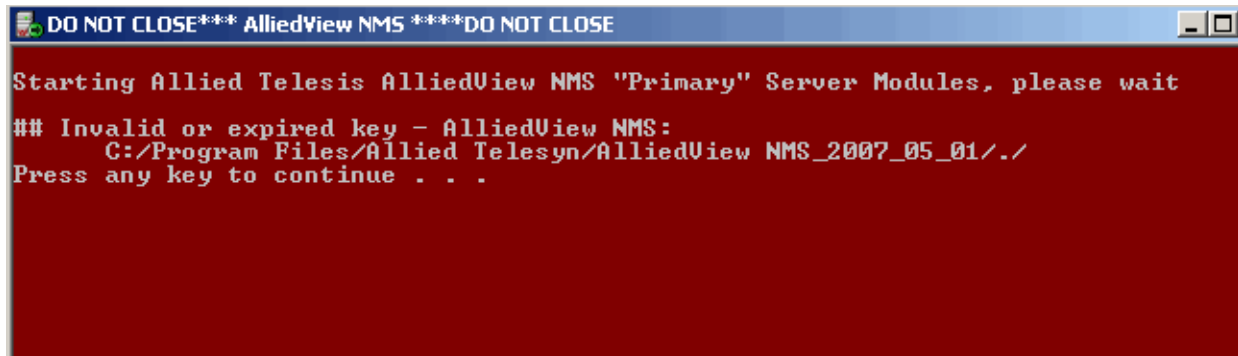 DO NOT CLOSE*** AlliedView NMS ****DO NOT CLOSE
Starting Allied Telesis AlliedView NMS "Primary" Server Modules, please wait
## Invalid or expired key - AlliedView NMS:
C:/Program Files/Allied Telesyn/AlliedView NMS_2007_05_01/./
Press any key to continue . . .